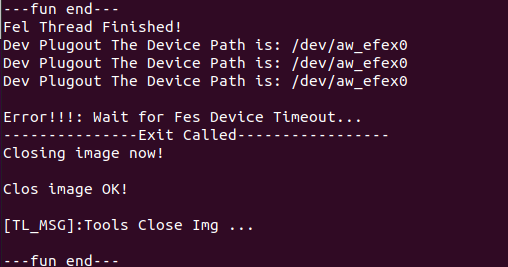 ---fun end---
Fel Thread Finished!
Dev Plugout The Device Path is: /dev/aw_efex0
Dev Plugout The Device Path is: /dev/aw_efex0
Dev Plugout The Device Path is: /dev/aw_efex0
Error!!!: Wait for Fes Device Timeout...
---------------Exit Called-----------------
Closing image now!
Clos image OK!
[TL_MSG]:Tools Close Img ...
---fun end---